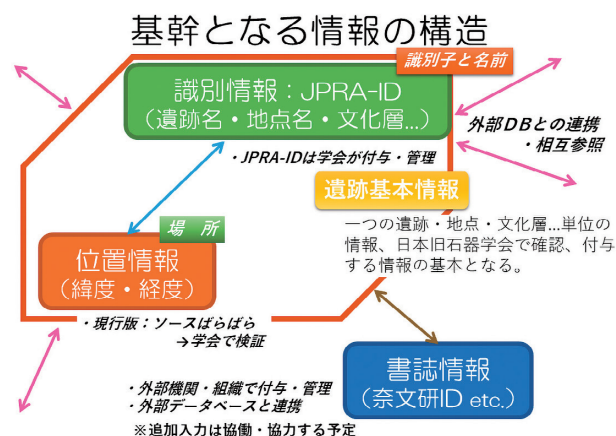 基幹となる情報の構造
識別子と名前
識別情報：JPRA-ID
（遺跡名・地点名・文化層...）
外部ＤＢとの連携
・相互参照
・JPRA-IDは学会が付与・管理
遺跡基本情報
場　所
一つの遺跡・地点・文化層...単位の
情報、日本旧石器学会で確認、付与
する情報の基本となる。
位置情報
（緯度・経度）
・現行版：ソースばらばら
→学会で検証
書誌情報
（奈文研ID etc.）
・外部機関・組織で付与・管理
・外部データベースと連携
※追加入力は協働・協力する予定